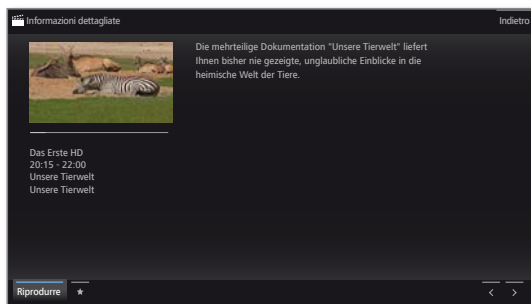 Informazioni dettagliate
Indietro
Die mehrteilige Dokumentation "Unsere Tierwelt" liefert
Ihnen bisher nie gezeigte, unglaubliche Einblicke in die
heimische Welt der Tiere.
Das Erste HD
20:15 - 22:00
Unsere Tierwelt
Unsere Tierwelt
Riprodurre